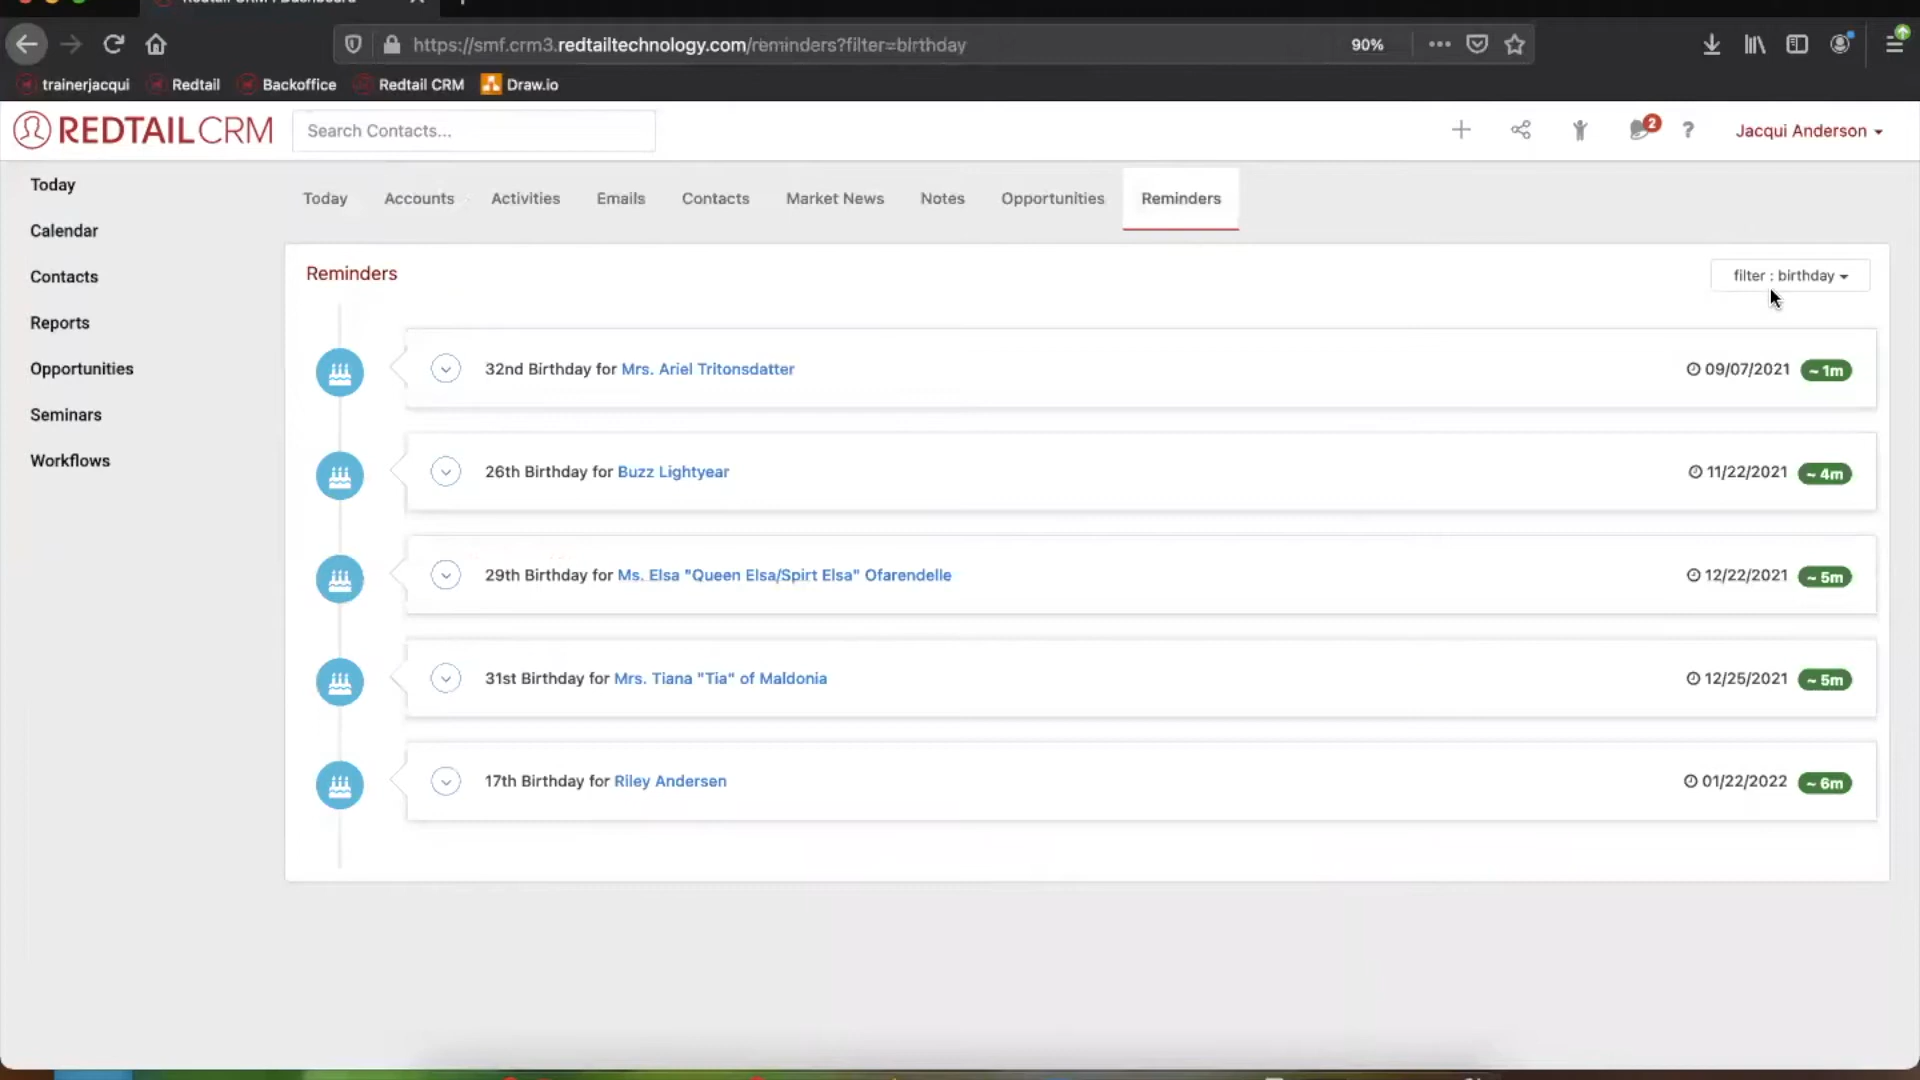 https://smf.crm3.redtailtechnology.com/reminders?filter=birthday
90%
trainerjacqui Redtail Backoffice Redtail CRM Draw.io
REDTAILCRM
Search Contacts...
2
?
Jacqui Anderson
Today
Calendar
Contacts
Reports
Opportunities
Seminars
Workflows
Today Accounts Activities Emails Contacts Market News Notes Opportunities Reminders
Reminders
filter : birthday
32nd Birthday for Mrs. Ariel Tritonsdatter 09/07/2021 ~ 1m
26th Birthday for Buzz Lightyear 11/22/2021 ~ 4m
29th Birthday for Ms. Elsa "Queen Elsa/Spirt Elsa" Ofarendelle 12/22/2021 ~ 5m
31st Birthday for Mrs. Tiana "Tia" of Maldonia 12/25/2021 ~ 5m
17th Birthday for Riley Andersen 01/22/2022 ~ 6m